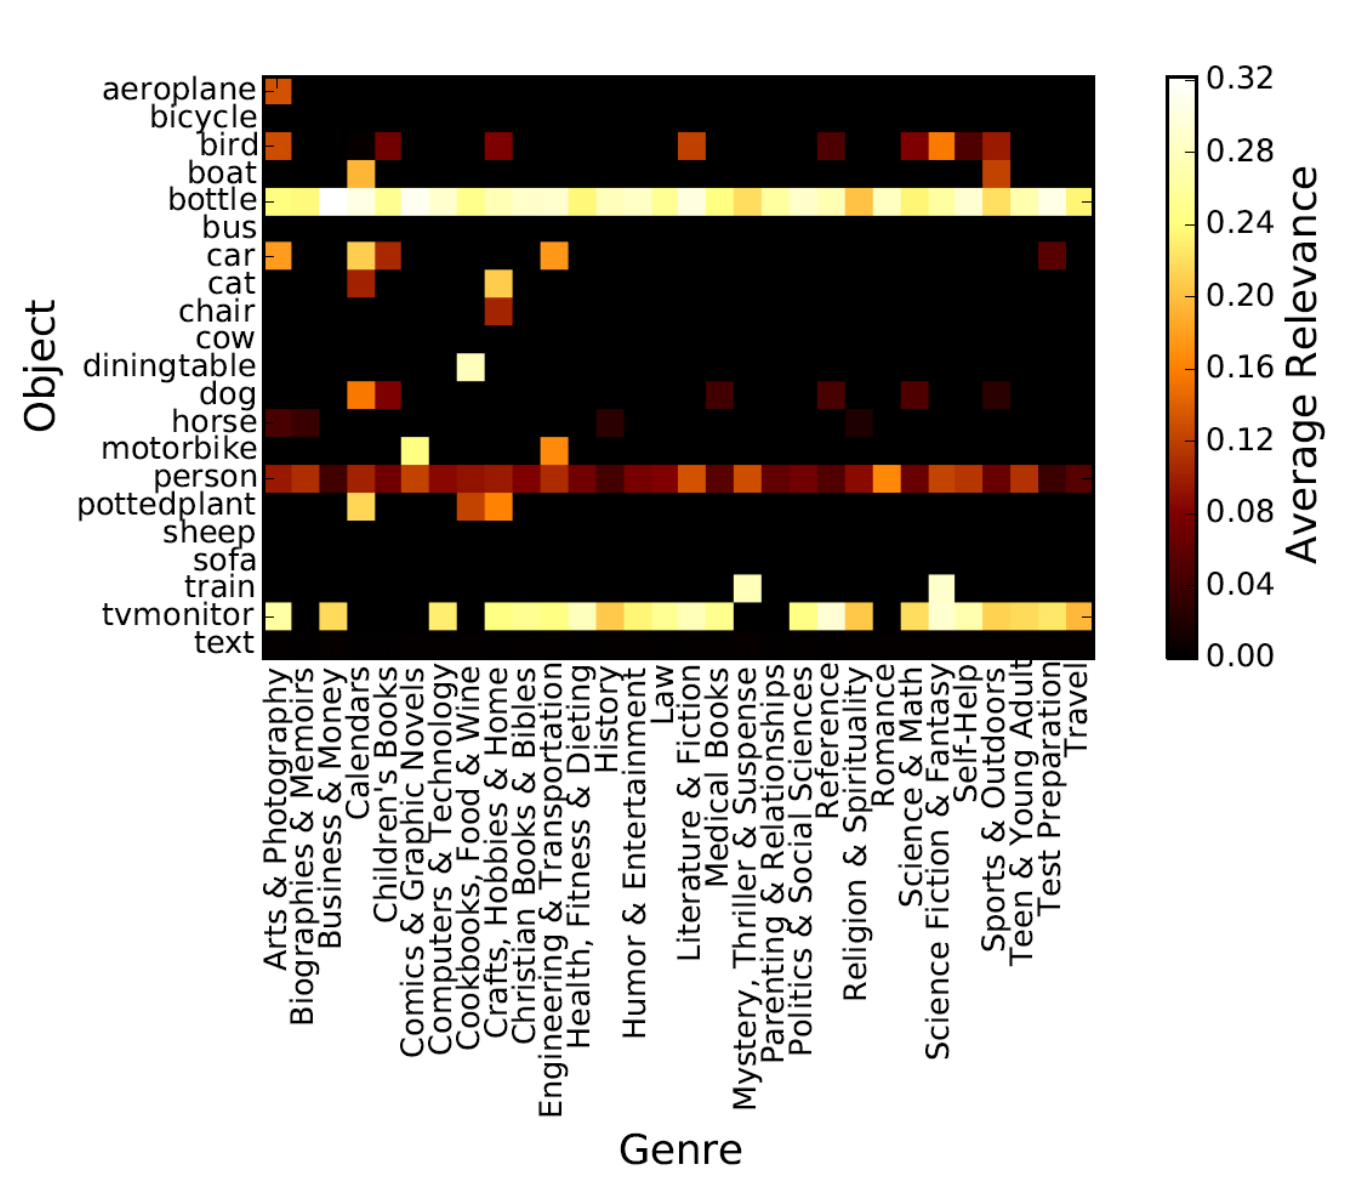 aeroplane
bicycle
bird
boat
bottle
bus
car
cat
chair
cow
diningtable
dog
horse
motorbike
person
pottedplant
sheep
sofa
train
tvmonitor
text
Object
Arts & Photography
Biographies & Memoirs
Business & Money
Calendars
Children's Books
Comics & Graphic Novels
Computers & Technology
Cookbooks, Food & Wine
Crafts, Hobbies & Home
Christian Books & Bibles
Engineering & Transportation
Health, Fitness & Dieting
History
Humor & Entertainment
Law
Literature & Fiction
Medical Books
Mystery, Thriller & Suspense
Parenting & Relationships
Politics & Social Sciences
Reference
Religion & Spirituality
Romance
Science & Math
Science Fiction & Fantasy
Self-Help
Sports & Outdoors
Teen & Young Adult
Test Preparation
Travel
Genre
0.32
0.28
0.24
0.20
0.16
0.12
0.08
0.04
0.00
Average Relevance